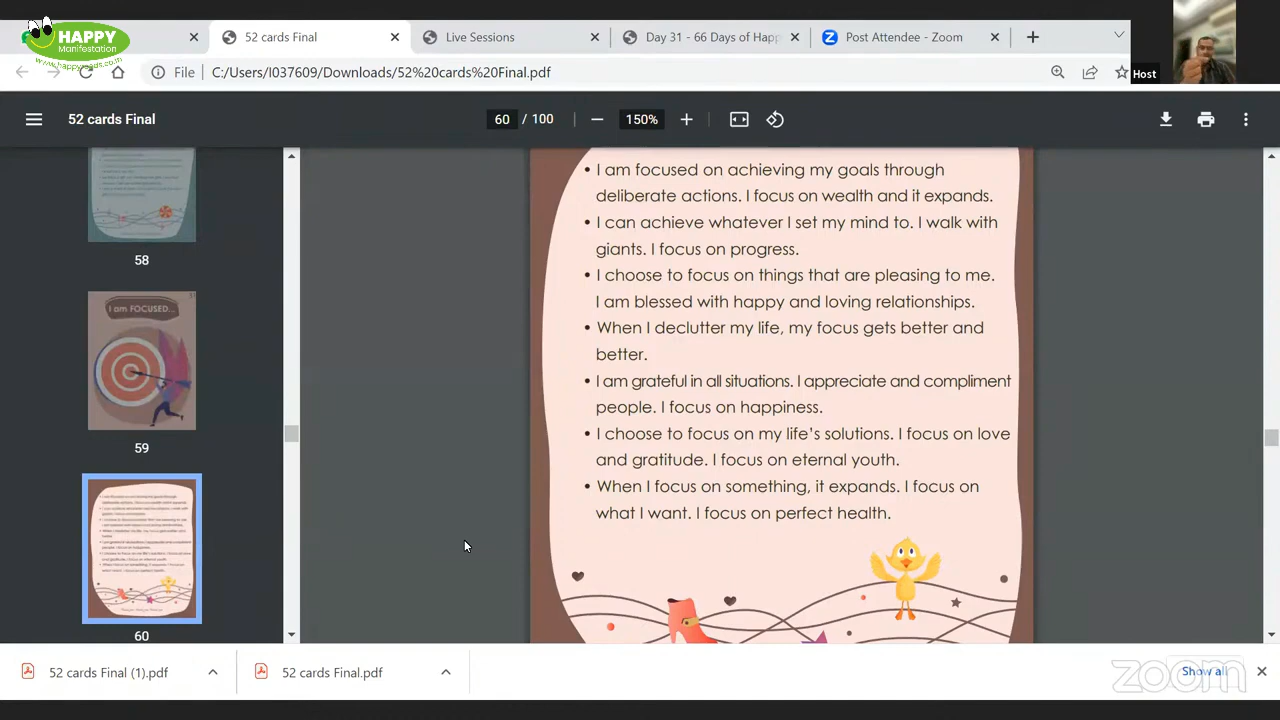 HAPPY
Manifestation
52 cards Final
Live Sessions
Day 31 - 66 Days of Happ
Post Attendee - Zoom
File
C:/Users/I037609/Downloads/52%20cards%20Final.pdf
Host
52 cards Final
60 / 100
150%
58
I am FOCUSED...
59
60
• I am focused on achieving my goals through
deliberate actions. I focus on wealth and it expands.
• I can achieve whatever I set my mind to. I walk with
giants. I focus on progress.
• I choose to focus on things that are pleasing to me.
I am blessed with happy and loving relationships.
• When I declutter my life, my focus gets better and
better.
• I am grateful in all situations. I appreciate and compliment
people. I focus on happiness.
• I choose to focus on my life's solutions. I focus on love
and gratitude. I focus on eternal youth.
• When I focus on something, it expands. I focus on
what I want. I focus on perfect health.
52 cards Final (1).pdf
52 cards Final.pdf
Show all
zoom